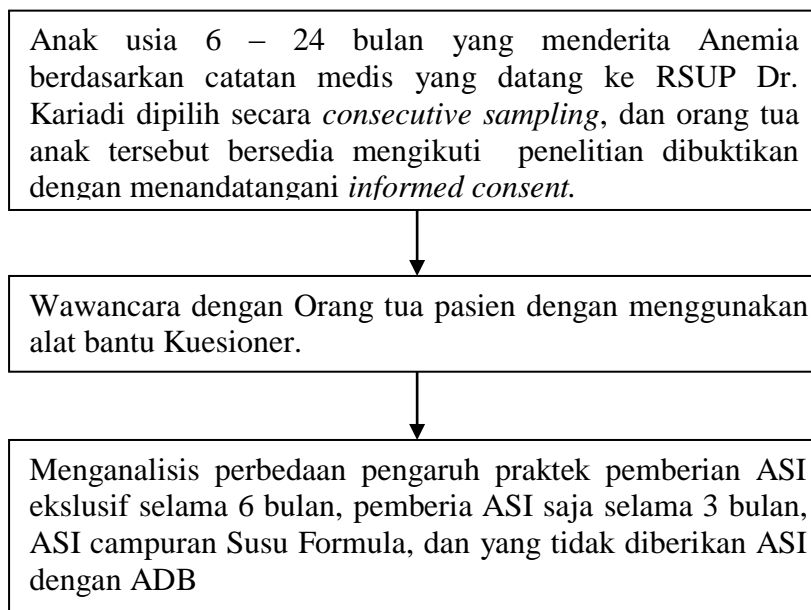 Anak usia 6 – 24 bulan yang menderita Anemia
berdasarkan catatan medis yang datang ke RSUP Dr.
Kariadi dipilih secara consecutive sampling, dan orang tua
anak tersebut bersedia mengikuti penelitian dibuktikan
dengan menandatangani informed consent.
Wawancara dengan Orang tua pasien dengan menggunakan
alat bantu Kuesioner.
Menganalisis perbedaan pengaruh praktek pemberian ASI
ekslusif selama 6 bulan, pemberia ASI saja selama 3 bulan,
ASI campuran Susu Formula, dan yang tidak diberikan ASI
dengan ADB